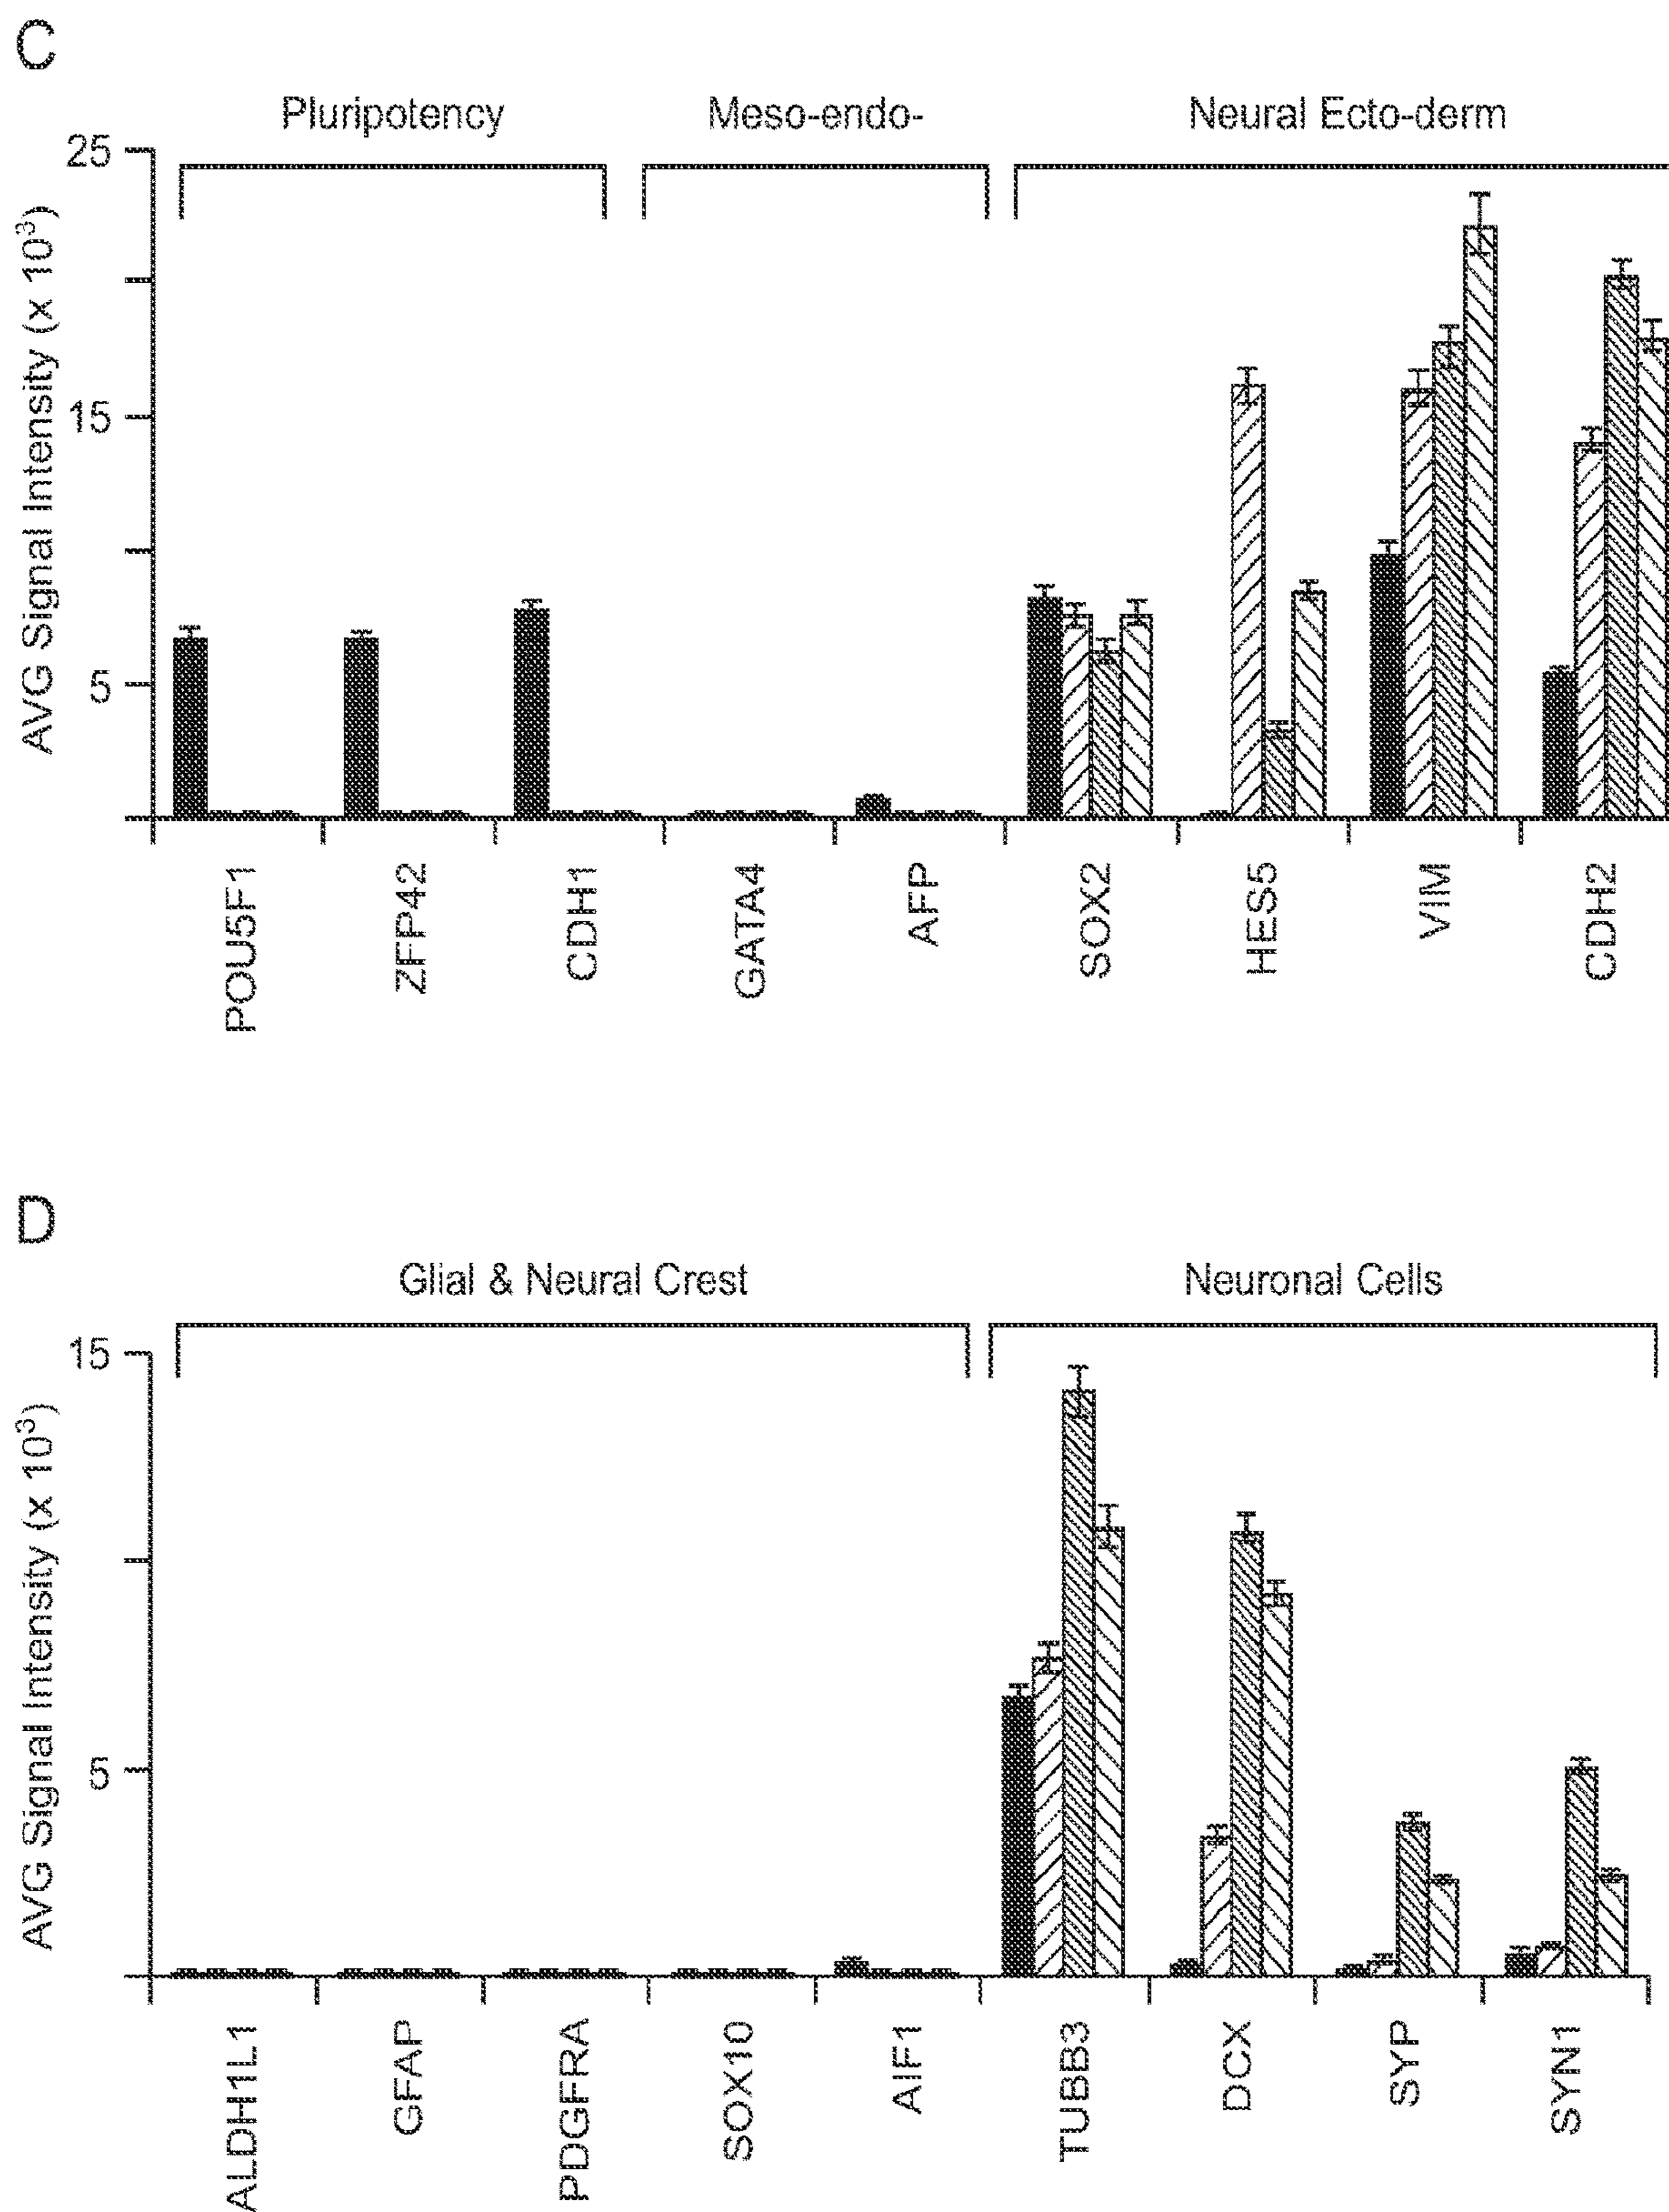 C
Pluripotency Meso-endo- Neural Ecto-derm
25
15
5
AVG Signal Intensity (x 10³)
POU5F1
ZFP42
CDH1
GATA4
AFP
SOX2
HES5
VIM
CDH2
D
Glial & Neural Crest Neuronal Cells
15
5
AVG Signal Intensity (x 10³)
ALDH1L1
GFAP
PDGFRA
SOX10
AIF1
TUBB3
DCX
SYP
SYN1